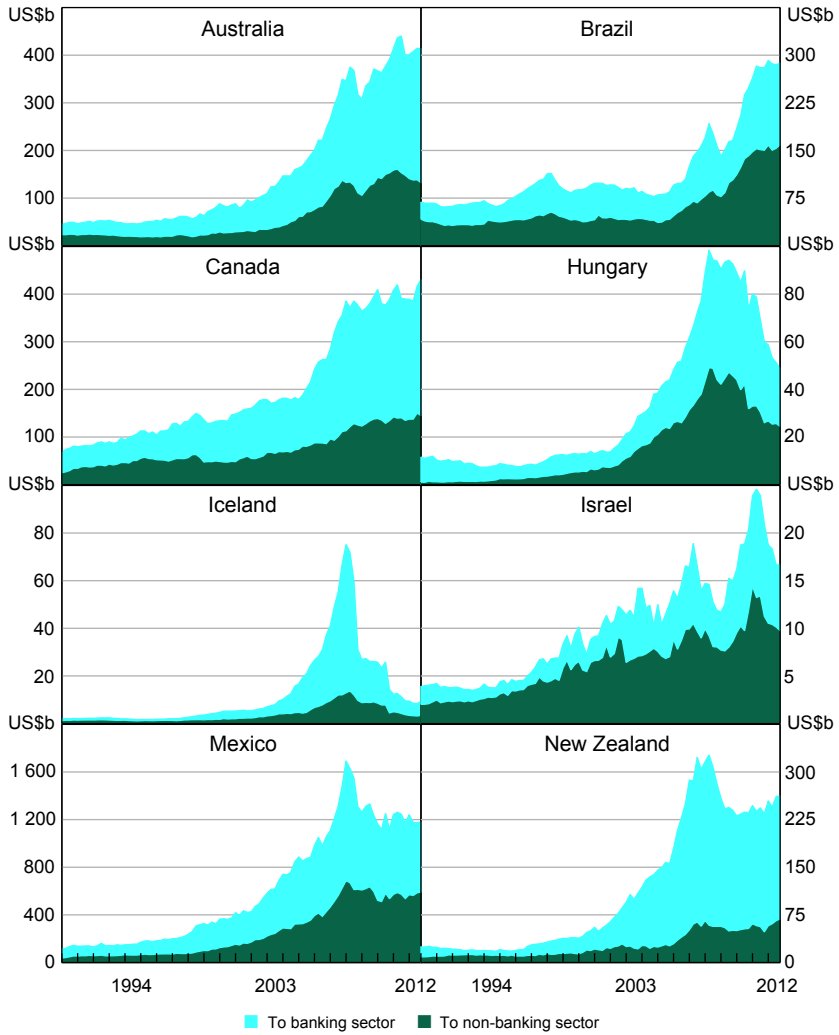 US$b Australia Brazil US$b
400 300
300 225
200 150
100 75
US$b Canada Hungary US$b
400 80
300 60
200 40
100 20
US$b Iceland Israel US$b
80 20
60 15
40 10
20 5
US$b Mexico New Zealand US$b
1 600 300
1 200 225
800 150
400 75
0 0
1994 2003 2012 1994 2003 2012
To banking sector To non-banking sector